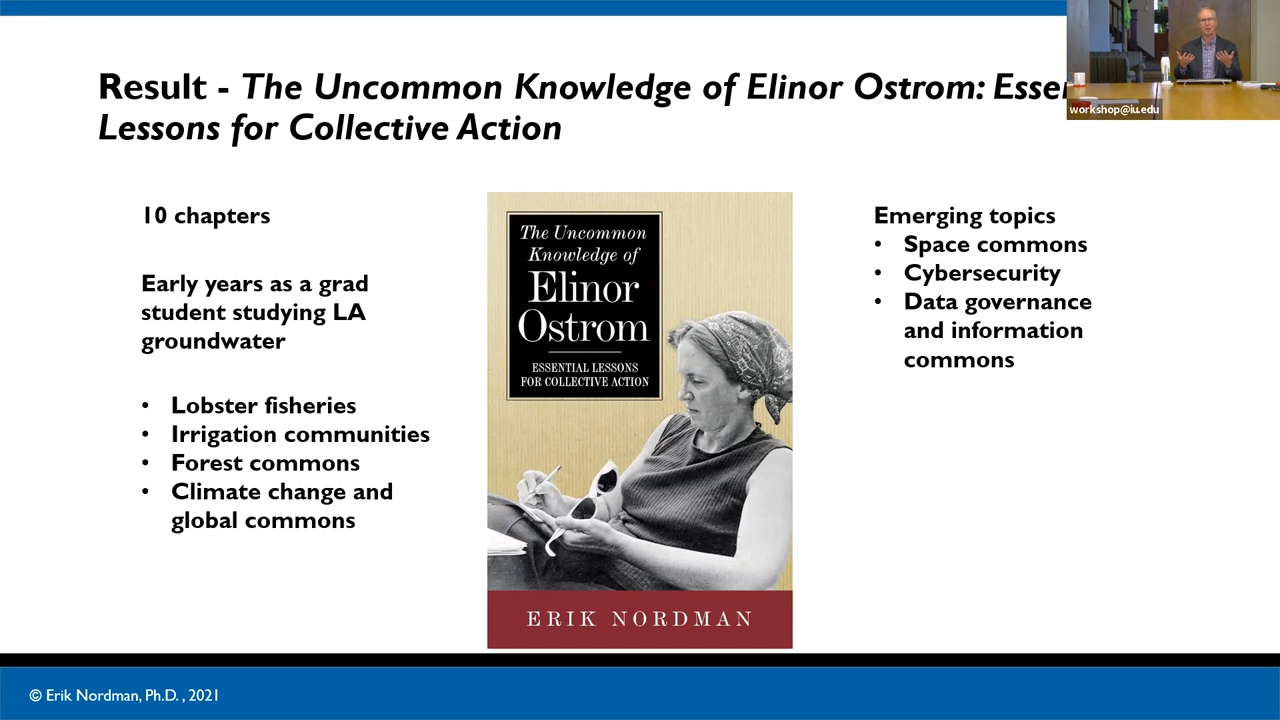 Result - The Uncommon Knowledge of Elinor Ostrom:
Lessons for Collective Action
workshop@iu.edu
10 chapters
Early years as a grad
student studying LA
groundwater
• Lobster fisheries
• Irrigation communities
• Forest commons
• Climate change and
global commons
The Uncommon
Knowledge of
Elinor
Ostrom
ESSENTIAL LESSONS
FOR COLLECTIVE ACTION
ERIK NORDMAN
Emerging topics
• Space commons
• Cybersecurity
• Data governance
and information
commons
© Erik Nordman, Ph.D. , 2021